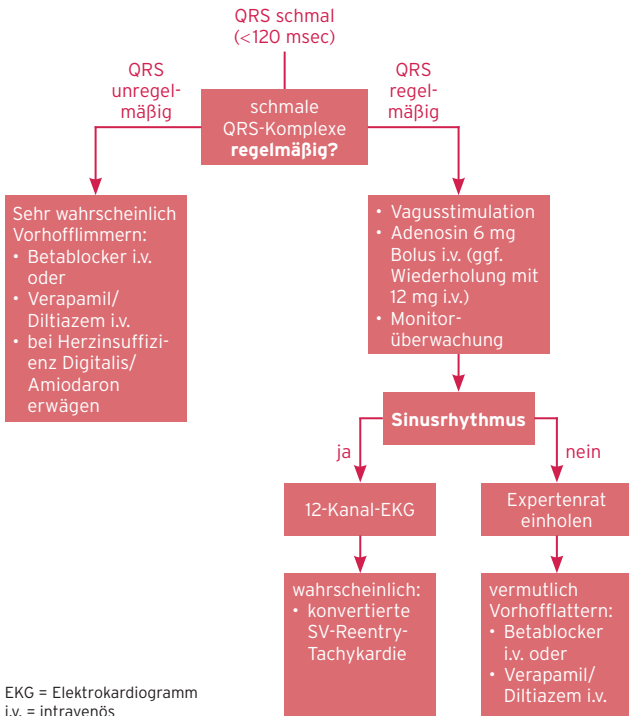 QRS schmal
(<120 msec)
QRS
unregel-
mäßig
QRS
regel-
mäßig
schmale
QRS-Komplexe
regelmäßig?
Sehr wahrscheinlich
Vorhofflimmern:
• Betablocker i.v.
oder
• Verapamil/
Diltiazem i.v.
• bei Herzinsuffizi-
enz Digitalis/
Amiodaron
erwägen
• Vagusstimulation
• Adenosin 6 mg
Bolus i.v. (ggf.
Wiederholung mit
12 mg i.v.)
• Monitor-
überwachung
Sinusrhythmus
ja
nein
12-Kanal-EKG
Expertenrat
einholen
wahrscheinlich:
• konvertierte
SV-Reentry-
Tachykardie
vermutlich
Vorhofflattern:
• Betablocker
i.v. oder
• Verapamil/
Diltiazem i.v.
EKG = Elektrokardiogramm
i.v. = intravenös